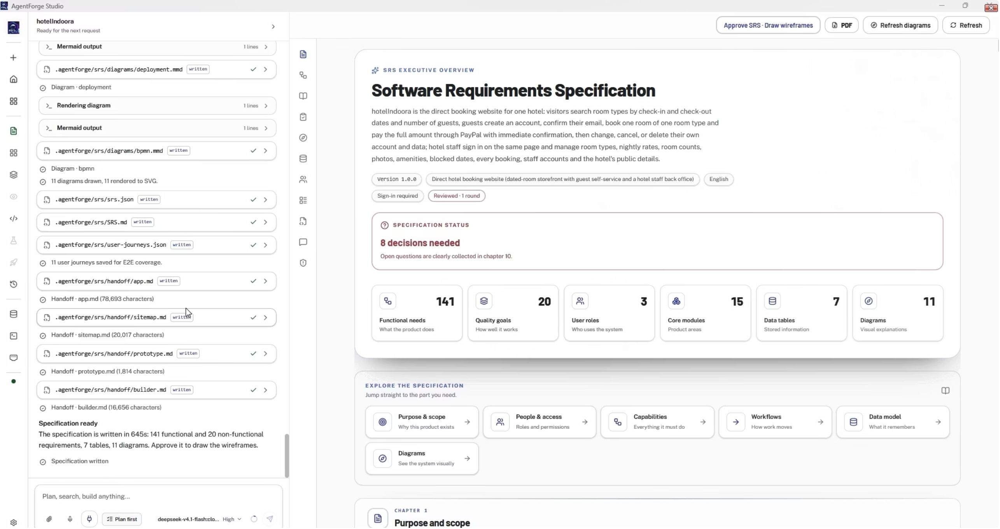 AgentForge Studio
hotelIndoora
Ready for the next request
Mermaid output
1 lines
.agentforge/srs/diagrams/deployment.mmd written
Diagram · deployment
Rendering diagram
1 lines
Mermaid output
1 lines
.agentforge/srs/diagrams/bpmn.mmd written
Diagram · bpmn
11 diagrams drawn, 11 rendered to SVG.
.agentforge/srs/srs.json written
.agentforge/srs/SRS.md written
.agentforge/srs/user-journeys.json written
11 user journeys saved for E2E coverage.
.agentforge/srs/handoff/app.md written
Handoff · app.md (78,693 characters)
.agentforge/srs/handoff/sitemap.md written
Handoff · sitemap.md (20,017 characters)
.agentforge/srs/handoff/prototype.md written
Handoff · prototype.md (1,814 characters)
.agentforge/srs/handoff/builder.md written
Handoff · builder.md (16,656 characters)
Specification ready
The specification is written in 645s: 141 functional and 20 non-functional
requirements, 7 tables, 11 diagrams. Approve it to draw the wireframes.
Specification written
Plan, search, build anything...
Plan first
deepseek-v4.1-flash:clo... High
Approve SRS · Draw wireframes
PDF
Refresh diagrams
Refresh
SRS EXECUTIVE OVERVIEW
Software Requirements Specification
hotelIndoora is the direct booking website for one hotel: visitors search room types by check-in and check-out
dates and number of guests, guests create an account, confirm their email, book one room of one room type and
pay the full amount through PayPal with immediate confirmation, then change, cancel, or delete their own
account and data; hotel staff sign in on the same page and manage room types, nightly rates, room counts,
photos, amenities, blocked dates, every booking, staff accounts and the hotel's public details.
Version 1.0.0
Direct hotel booking website (dated-room storefront with guest self-service and a hotel staff back office)
English
Sign-in required
Reviewed · 1 round
SPECIFICATION STATUS
8 decisions needed
Open questions are clearly collected in chapter 10.
141
Functional needs
What the product does
20
Quality goals
How well it works
3
User roles
Who uses the system
15
Core modules
Product areas
7
Data tables
Stored information
11
Diagrams
Visual explanations
EXPLORE THE SPECIFICATION
Jump straight to the part you need.
Purpose & scope
Why this product exists
People & access
Roles and permissions
Capabilities
Everything it must do
Workflows
How work moves
Data model
What it remembers
Diagrams
See the system visually
CHAPTER 1
Purpose and scope